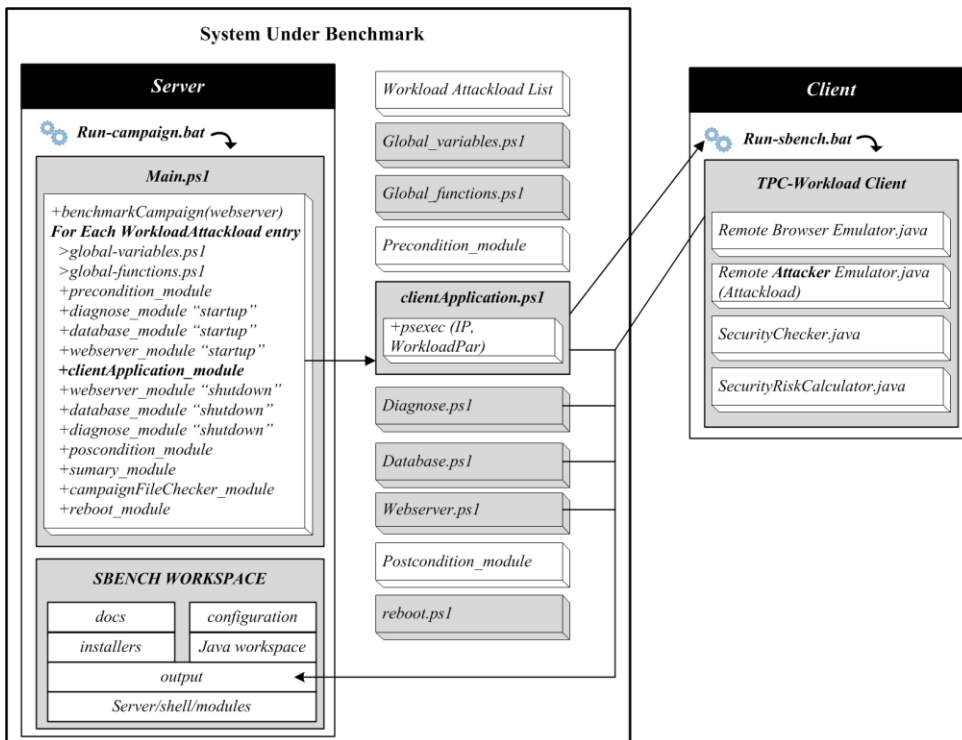 System Under Benchmark
Server
Run-campaign.bat
Main.ps1
+benchmarkCampaign(webserver)
For Each WorkloadAttackload entry
>global-variables.ps1
>global-functions.ps1
+precondition_module
+diagnose_module “startup”
+database_module “startup”
+webserver_module “startup”
+clientApplication_module
+webserver_module “shutdown”
+database_module “shutdown”
+diagnose_module “shutdown”
+poscondition_module
+sumary_module
+campaignFileChecker_module
+reboot_module
SBENCH WORKSPACE
docs
configuration
installers
Java workspace
output
Server/shell/modules
Workload Attackload List
Global_variables.ps1
Global_functions.ps1
Precondition_module
clientApplication.ps1
+psexec (IP,
WorkloadPar)
Diagnose.ps1
Database.ps1
Webserver.ps1
Postcondition_module
reboot.ps1
Client
Run-sbench.bat
TPC-Workload Client
Remote Browser Emulator.java
Remote Attacker Emulator.java
(Attackload)
SecurityChecker.java
SecurityRiskCalculator.java